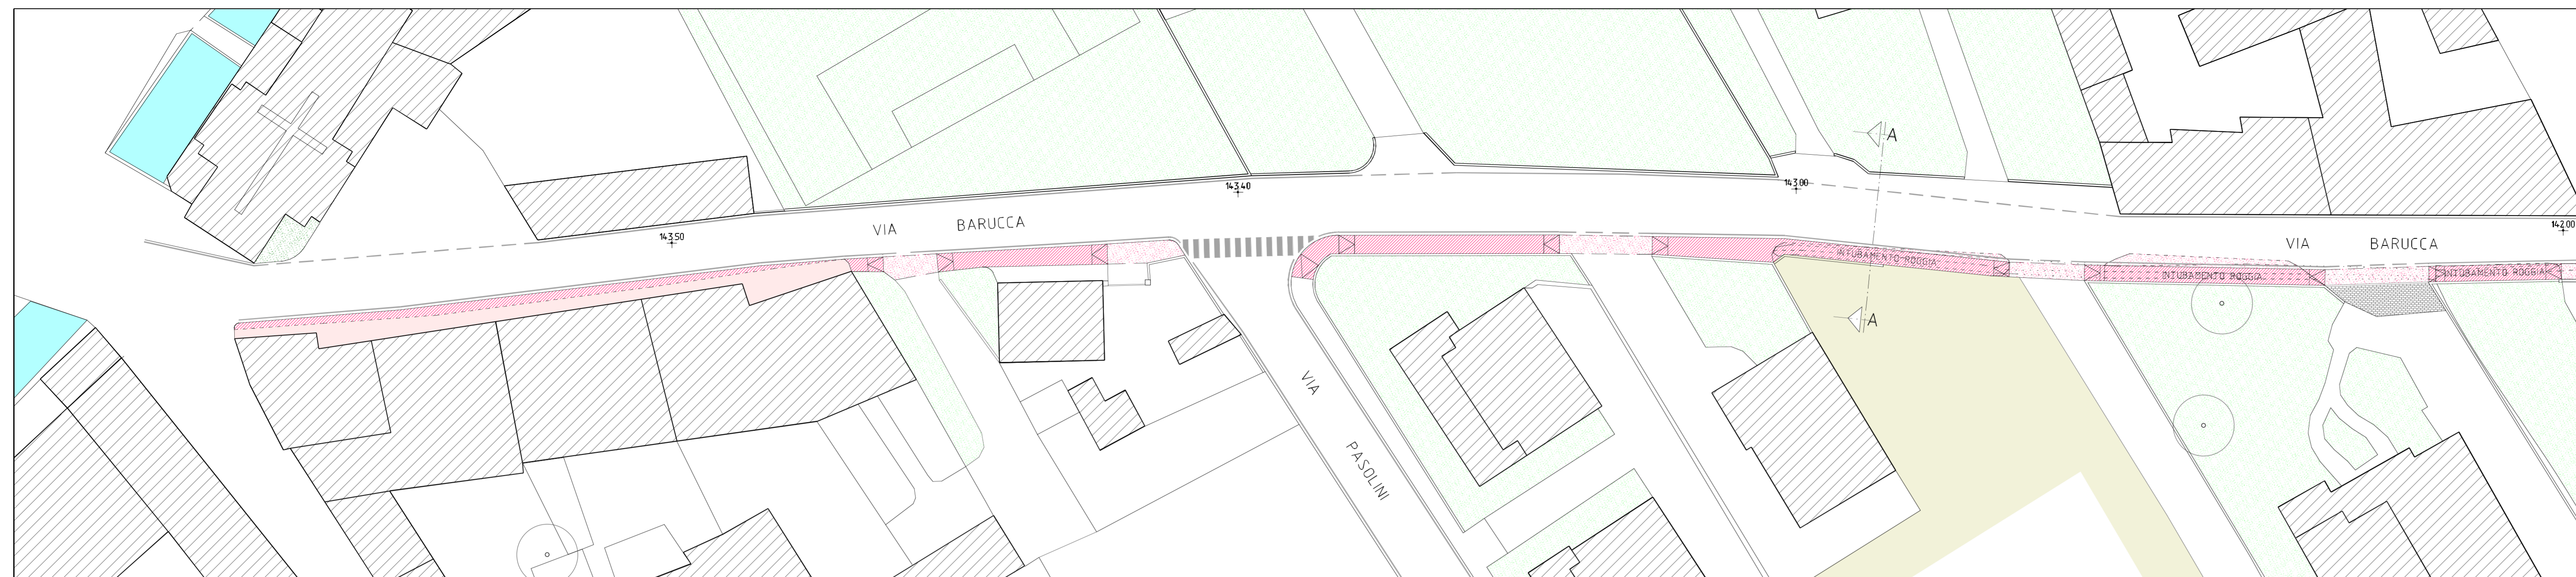 A
143.40
143.00
142.00
VIA BARUCCA
143.50
VIA BARUCCA
INTUBAMENTO ROGGIA
INTUBAMENTO ROGGIA
INTUBAMENTO ROGGIA
A
VIA PASOLINI